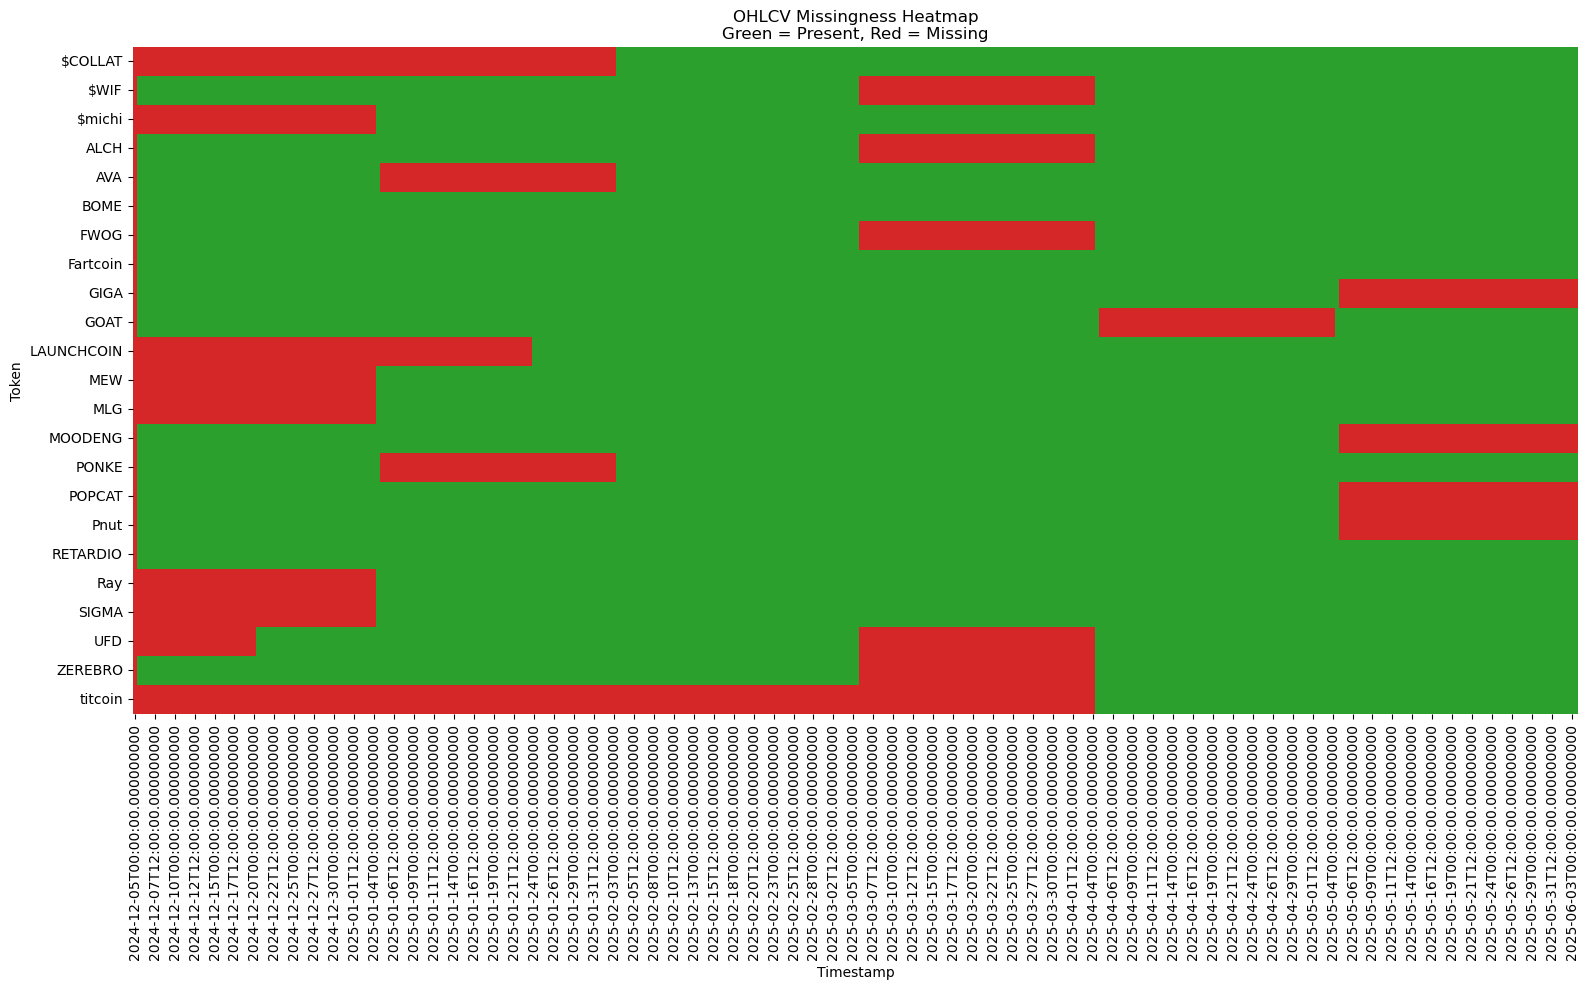 OHLCV Missingness Heatmap
Green = Present, Red = Missing
Token
$COLLAT
$WIF
$michi
ALCH
AVA
BOME
FWOG
Fartcoin
GIGA
GOAT
LAUNCHCOIN
MEW
MLG
MOODENG
PONKE
POPCAT
Pnut
RETARDIO
Ray
SIGMA
UFD
ZEREBRO
titcoin
2024-12-05T00:00:00.000000000
2024-12-07T12:00:00.000000000
2024-12-10T00:00:00.000000000
2024-12-12T12:00:00.000000000
2024-12-15T00:00:00.000000000
2024-12-17T12:00:00.000000000
2024-12-20T00:00:00.000000000
2024-12-22T12:00:00.000000000
2024-12-25T00:00:00.000000000
2024-12-27T12:00:00.000000000
2024-12-30T00:00:00.000000000
2025-01-01T12:00:00.000000000
2025-01-04T00:00:00.000000000
2025-01-06T12:00:00.000000000
2025-01-09T00:00:00.000000000
2025-01-11T12:00:00.000000000
2025-01-14T00:00:00.000000000
2025-01-16T12:00:00.000000000
2025-01-19T00:00:00.000000000
2025-01-21T12:00:00.000000000
2025-01-24T00:00:00.000000000
2025-01-26T12:00:00.000000000
2025-01-29T00:00:00.000000000
2025-01-31T12:00:00.000000000
2025-02-03T00:00:00.000000000
2025-02-05T12:00:00.000000000
2025-02-08T00:00:00.000000000
2025-02-10T12:00:00.000000000
2025-02-13T00:00:00.000000000
2025-02-15T12:00:00.000000000
2025-02-18T00:00:00.000000000
2025-02-20T12:00:00.000000000
2025-02-23T00:00:00.000000000
2025-02-25T12:00:00.000000000
2025-02-28T00:00:00.000000000
2025-03-02T12:00:00.000000000
2025-03-05T00:00:00.000000000
2025-03-07T12:00:00.000000000
2025-03-10T00:00:00.000000000
2025-03-12T12:00:00.000000000
2025-03-15T00:00:00.000000000
2025-03-17T12:00:00.000000000
2025-03-20T00:00:00.000000000
2025-03-22T12:00:00.000000000
2025-03-25T00:00:00.000000000
2025-03-27T12:00:00.000000000
2025-03-30T00:00:00.000000000
2025-04-01T12:00:00.000000000
2025-04-04T00:00:00.000000000
2025-04-06T12:00:00.000000000
2025-04-09T00:00:00.000000000
2025-04-11T12:00:00.000000000
2025-04-14T00:00:00.000000000
2025-04-16T12:00:00.000000000
2025-04-19T00:00:00.000000000
2025-04-21T12:00:00.000000000
2025-04-24T00:00:00.000000000
2025-04-26T12:00:00.000000000
2025-04-29T00:00:00.000000000
2025-05-01T12:00:00.000000000
2025-05-04T00:00:00.000000000
2025-05-06T12:00:00.000000000
2025-05-09T00:00:00.000000000
2025-05-11T12:00:00.000000000
2025-05-14T00:00:00.000000000
2025-05-16T12:00:00.000000000
2025-05-19T00:00:00.000000000
2025-05-21T12:00:00.000000000
2025-05-24T00:00:00.000000000
2025-05-26T12:00:00.000000000
2025-05-29T00:00:00.000000000
2025-05-31T12:00:00.000000000
2025-06-03T00:00:00.000000000
Timestamp